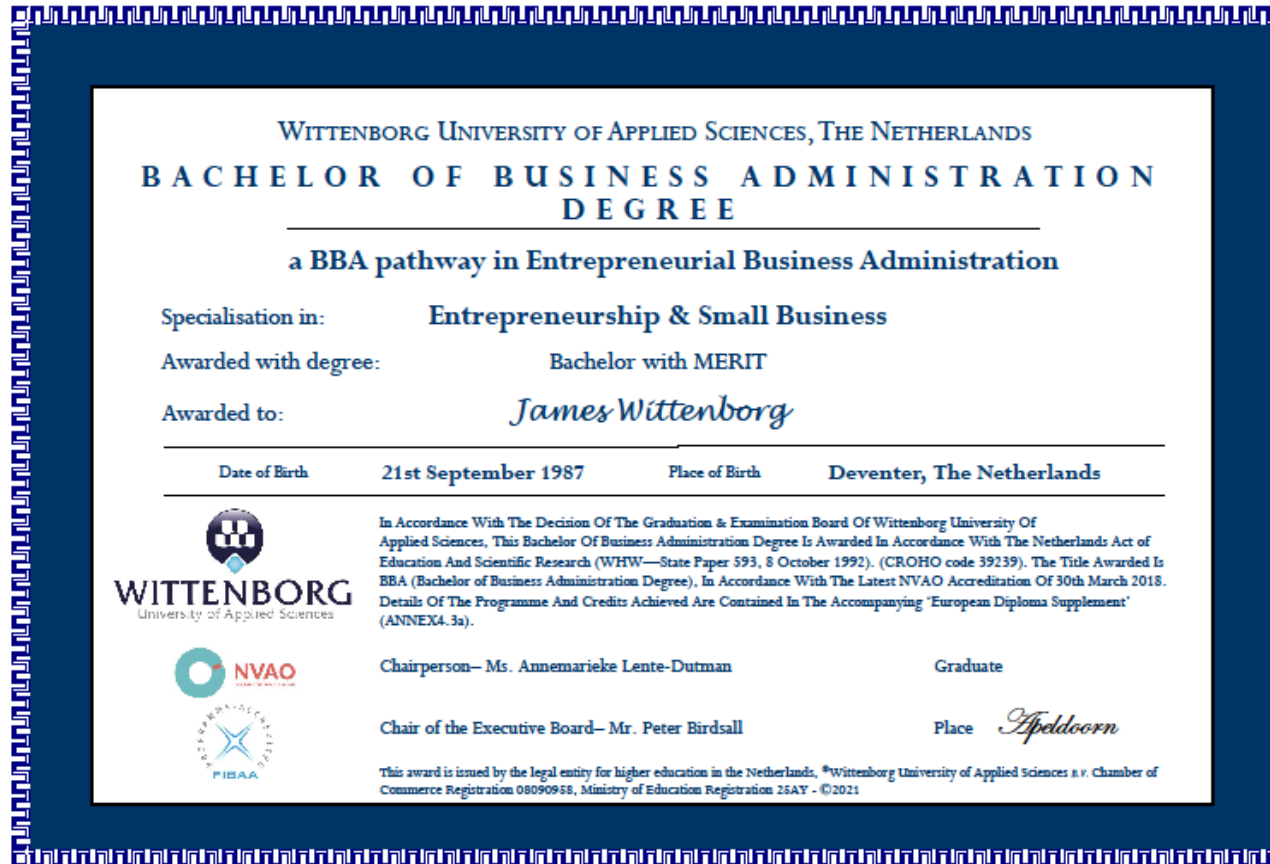 WITTENBORG UNIVERSITY OF APPLIED SCIENCES, THE NETHERLANDS
BACHELOR OF BUSINESS ADMINISTRATION
DEGREE
a BBA pathway in Entrepreneurial Business Administration
Specialisation in: Entrepreneurship & Small Business
Awarded with degree: Bachelor with MERIT
Awarded to: James Wittenborg
Date of Birth 21st September 1987 Place of Birth Deventer, The Netherlands
In Accordance With The Decision Of The Graduation & Examination Board Of Wittenborg University Of
Applied Sciences, This Bachelor Of Business Administration Degree Is Awarded In Accordance With The Netherlands Act of
Education And Scientific Research (WHW—State Paper 593, 8 October 1992). (CROHO code 39239). The Title Awarded Is
BBA (Bachelor of Business Administration Degree), In Accordance With The Latest NVAO Accreditation Of 30th March 2018.
Details Of The Programme And Credits Achieved Are Contained In The Accompanying 'European Diploma Supplement'
(ANNEX4.3a).
WITTENBORG
University of Applied Sciences
NVAO
Chairperson– Ms. Annemarieke Lente-Dutman Graduate
FIBAA
Chair of the Executive Board– Mr. Peter Birdsall Place Apeldoorn
This award is issued by the legal entity for higher education in the Netherlands, ®Wittenborg University of Applied Sciences B.V. Chamber of
Commerce Registration 08090958, Ministry of Education Registration 25AY - ©2021